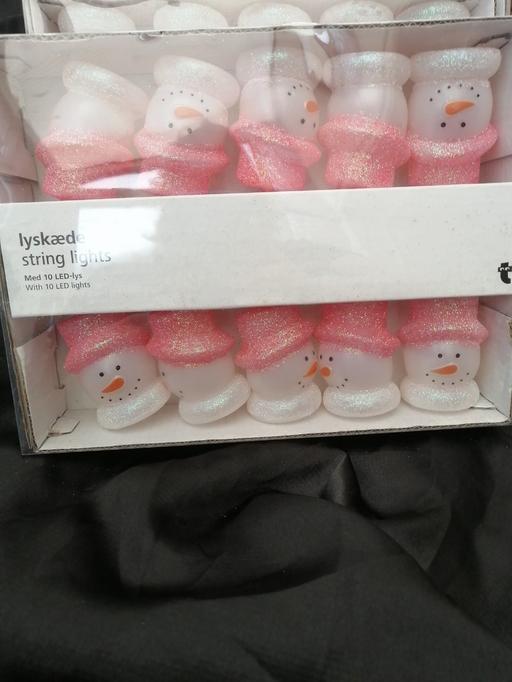 lyskæde
string lights
Med 10 LED-lys
With 10 LED lights
t